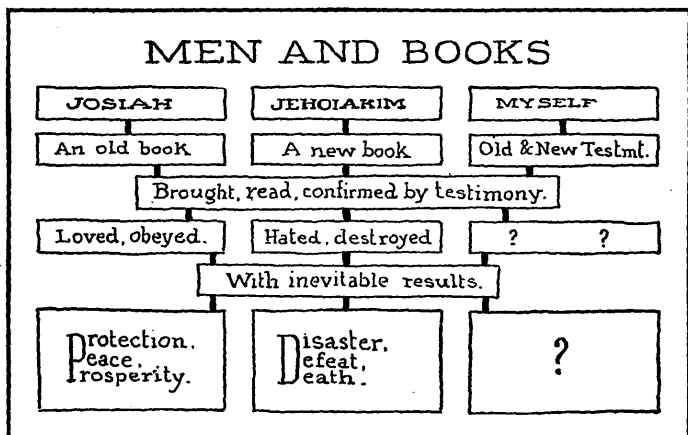 MEN AND BOOKS
JOSIAH
JEHOIAKIM
MYSELF
An old book
A new book
Old & New Testmt.
Brought, read, confirmed by testimony.
Loved, obeyed.
Hated, destroyed
? ?
With inevitable results.
Protection,
Peace,
Prosperity.
Disaster,
Defeat,
Death.
?